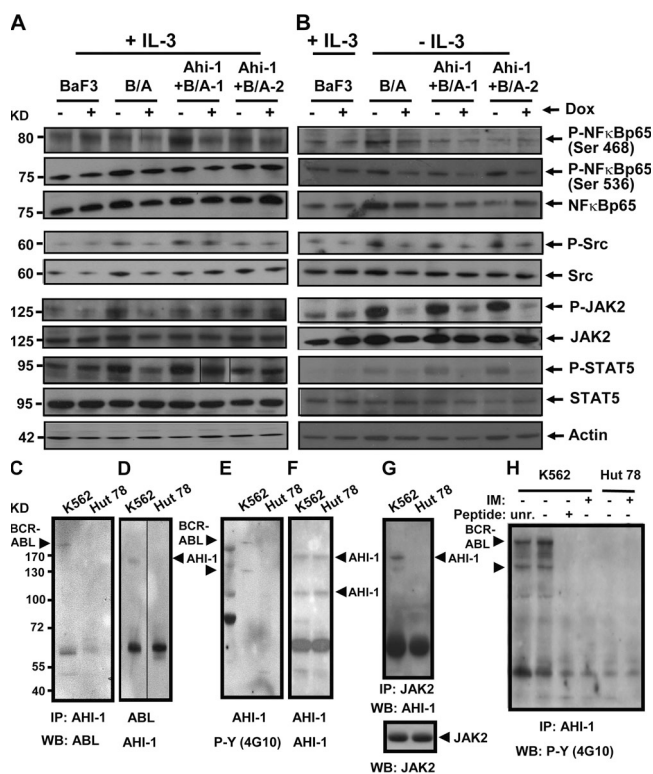 A
B
+ IL-3
+ IL-3
- IL-3
BaF3
B/A
Ahi-1
+B/A-1
Ahi-1
+B/A-2
BaF3
B/A
Ahi-1
+B/A-1
Ahi-1
+B/A-2
KD
- + - + - + - +
- + - + - + - +
Dox
80
P-NFκBp65
(Ser 468)
75
P-NFκBp65
(Ser 536)
75
NFκBp65
60
P-Src
60
Src
125
P-JAK2
125
JAK2
95
P-STAT5
95
STAT5
42
Actin
C
D
E
F
G
H
KD
K562
Hut 78
K562
Hut 78
K562
Hut 78
K562
Hut 78
K562
Hut 78
K562
Hut 78
IM: - - - + - +
Peptide: unr. - + - - -
BCR-
ABL
170
130
100
72
55
40
AHI-1
BCR-
ABL
AHI-1
AHI-1
AHI-1
BCR-
ABL
IP: AHI-1
WB: ABL
ABL
AHI-1
AHI-1
P-Y (4G10)
AHI-1
AHI-1
IP: JAK2
WB: AHI-1
JAK2
WB: JAK2
IP: AHI-1
WB: P-Y (4G10)